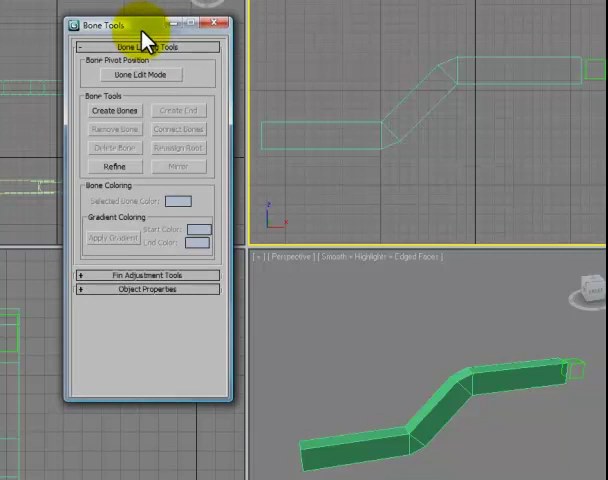 Bone Tools
- Bone Editing Tools
Bone Pivot Position
Bone Edit Mode
Bone Tools
Create Bones Create End
Remove Bone Connect Bones
Delete Bone Reassign Root
Refine Mirror
Bone Coloring
Selected Bone Color:
Gradient Coloring
Apply Gradient Start Color:
End Color:
+ Fin Adjustment Tools
+ Object Properties
[ + ] [ Perspective ] [ Smooth + Highlights + Edged Faces ]
z
x